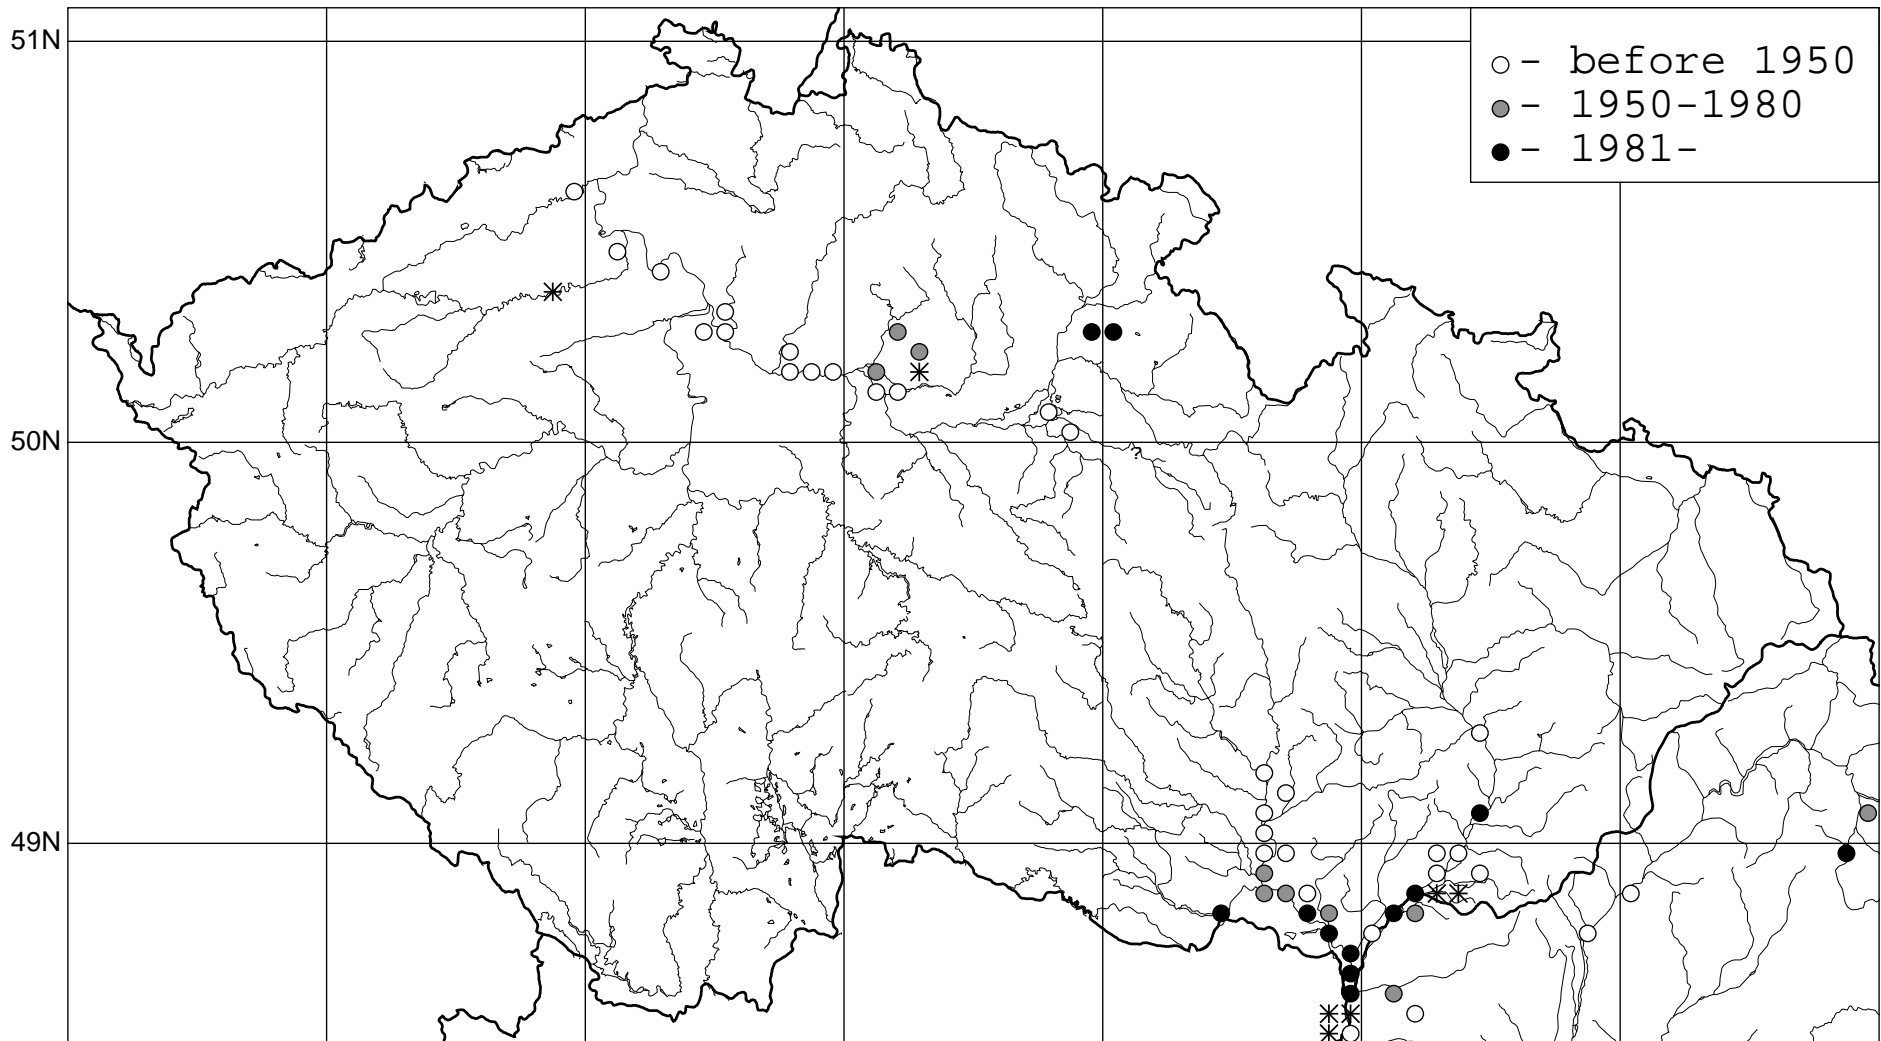 51N
○ - before 1950
● - 1950-1980
● - 1981-
50N
?
49N